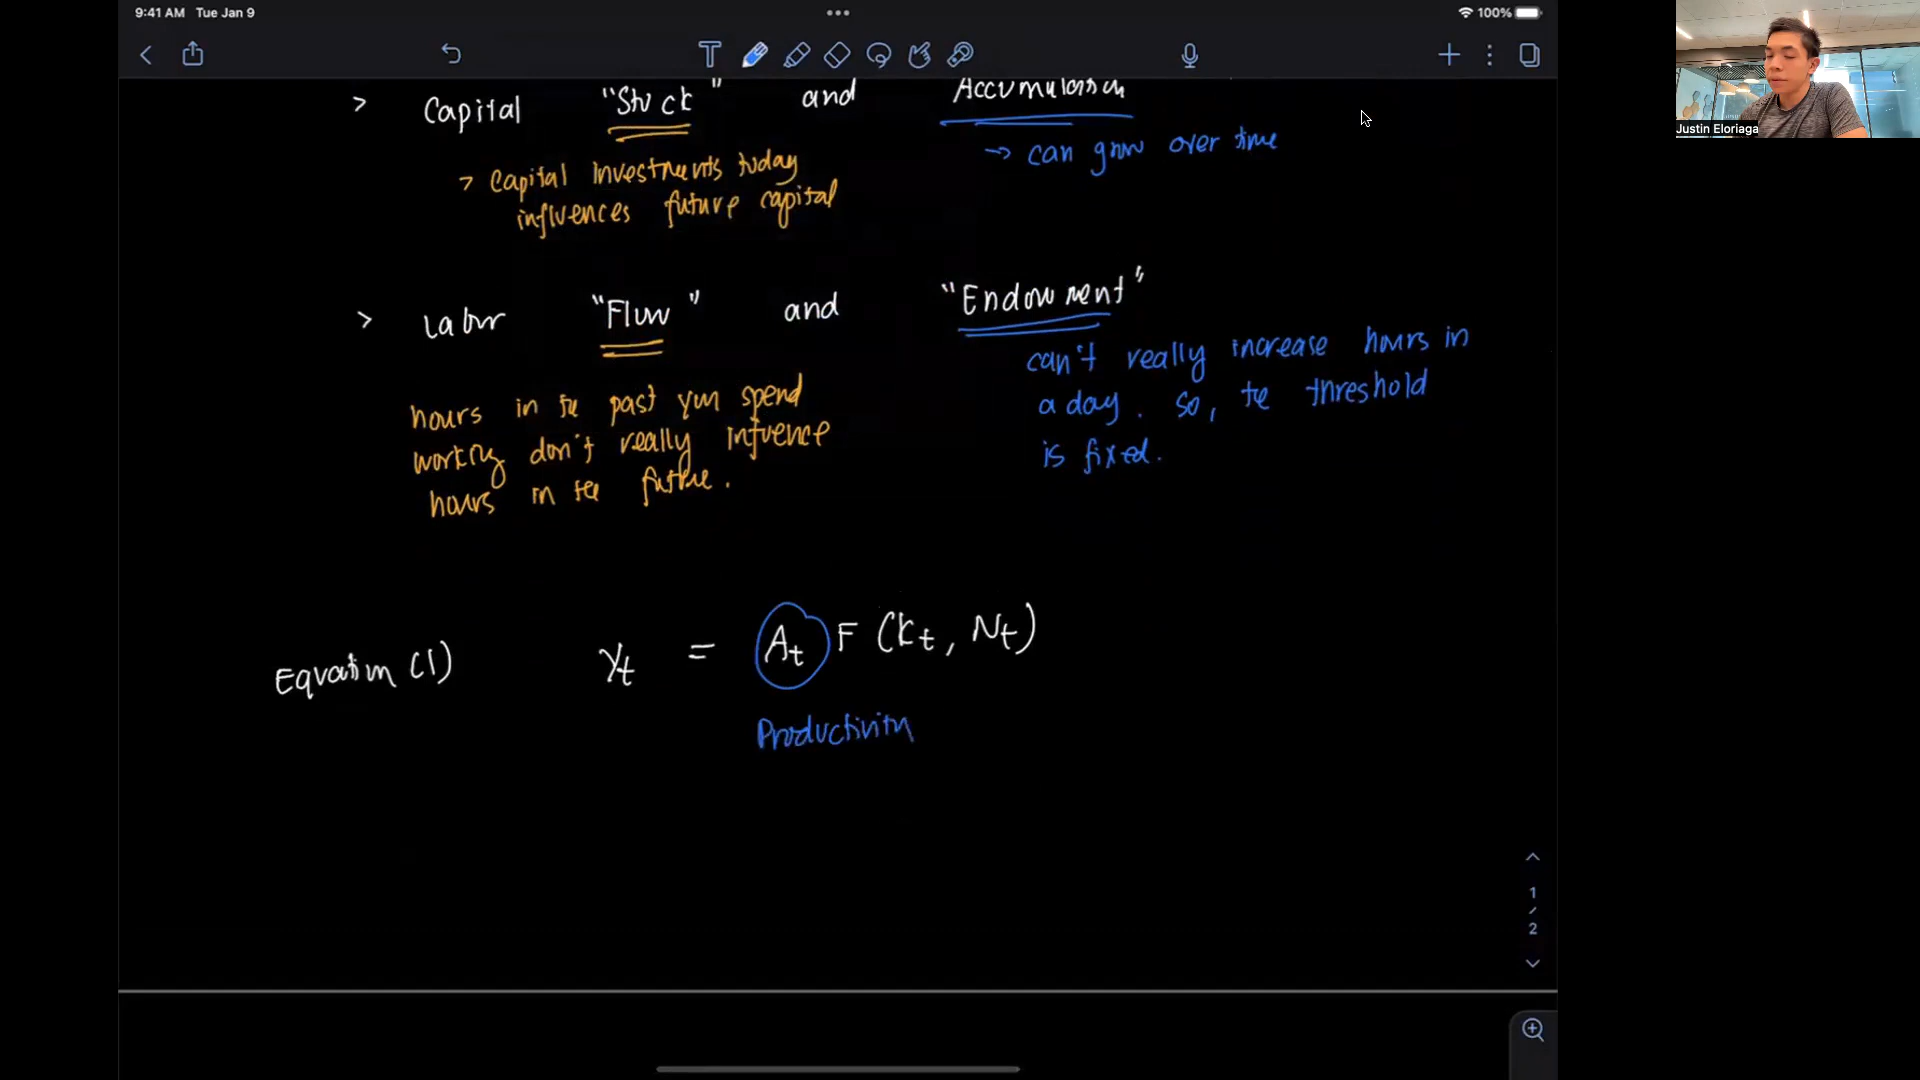 9:41 AM Tue Jan 9
100%
Justin Eloriaga
> Capital "Stock" and Accumulation
> Capital investments today
influences future capital
→ can grow over time
> Labor "Flow" and "Endowment"
hours in the past you spend
working don't really influence
hours in the future.
can't really increase hours in
a day. so, the threshold
is fixed.
Equation (1) Yt = At F (Kt, Nt)
Productivity
1
/
2